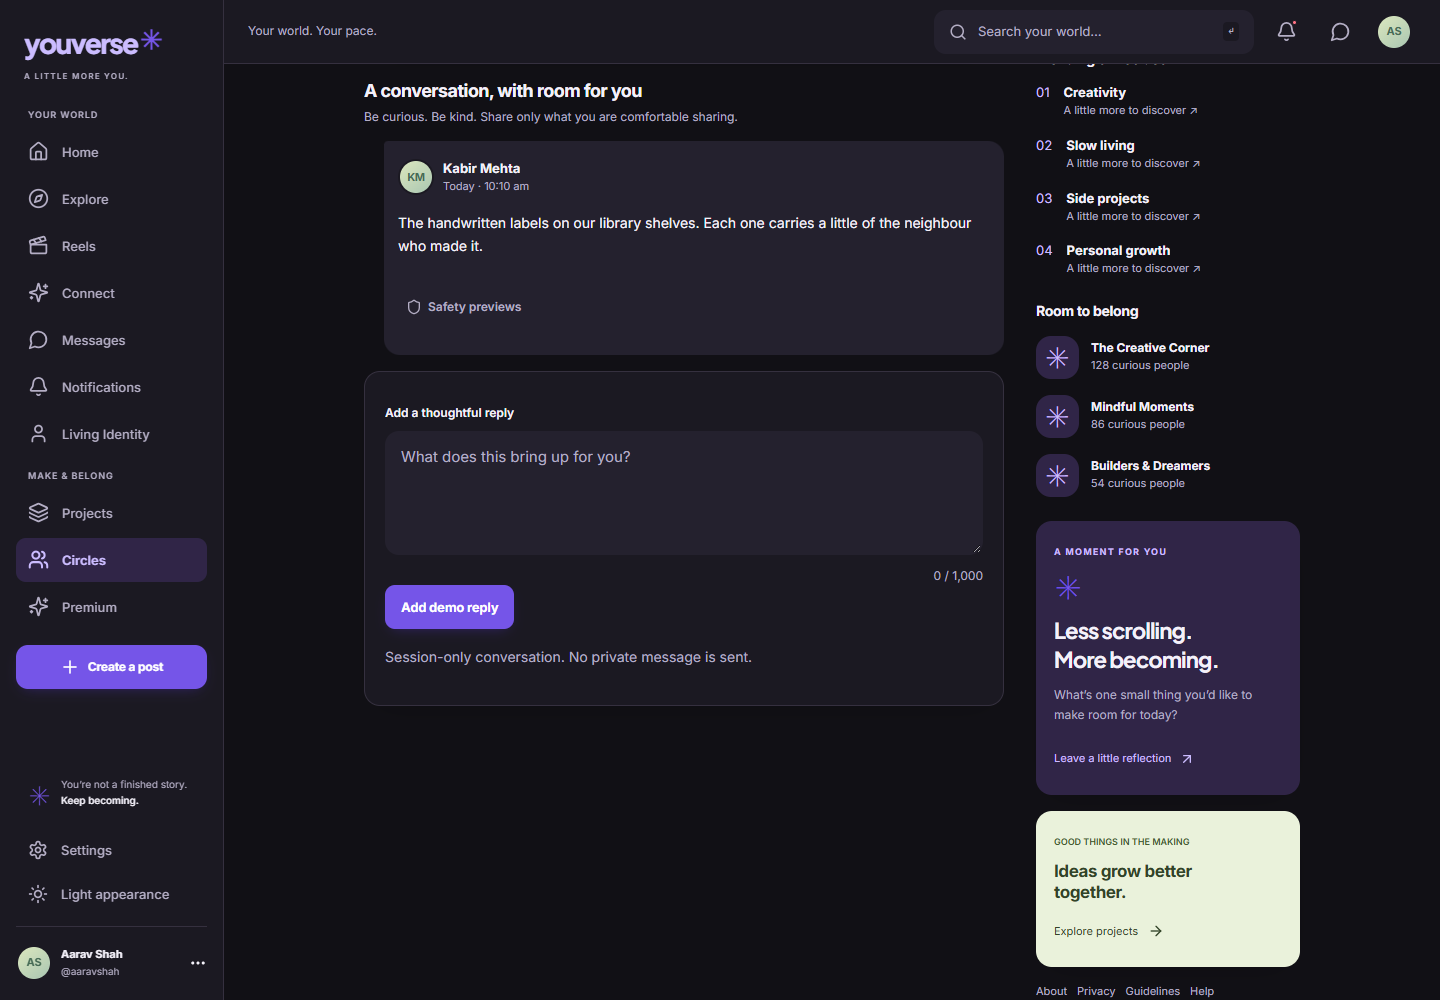 youverse
A LITTLE MORE YOU.
YOUR WORLD
Home
Explore
Reels
Connect
Messages
Notifications
Living Identity
MAKE & BELONG
Projects
Circles
Premium
Create a post
You're not a finished story.
Keep becoming.
Settings
Light appearance
AS
Aarav Shah
@aaravshah
Your world. Your pace.
Search your world...
AS
A conversation, with room for you
Be curious. Be kind. Share only what you are comfortable sharing.
KM
Kabir Mehta
Today · 10:10 am
The handwritten labels on our library shelves. Each one carries a little of the neighbour
who made it.
Safety previews
Add a thoughtful reply
What does this bring up for you?
0 / 1,000
Add demo reply
Session-only conversation. No private message is sent.
01 Creativity
A little more to discover ↗
02 Slow living
A little more to discover ↗
03 Side projects
A little more to discover ↗
04 Personal growth
A little more to discover ↗
Room to belong
The Creative Corner
128 curious people
Mindful Moments
86 curious people
Builders & Dreamers
54 curious people
A MOMENT FOR YOU
Less scrolling.
More becoming.
What's one small thing you'd like to
make room for today?
Leave a little reflection
GOOD THINGS IN THE MAKING
Ideas grow better
together.
Explore projects
About Privacy Guidelines Help